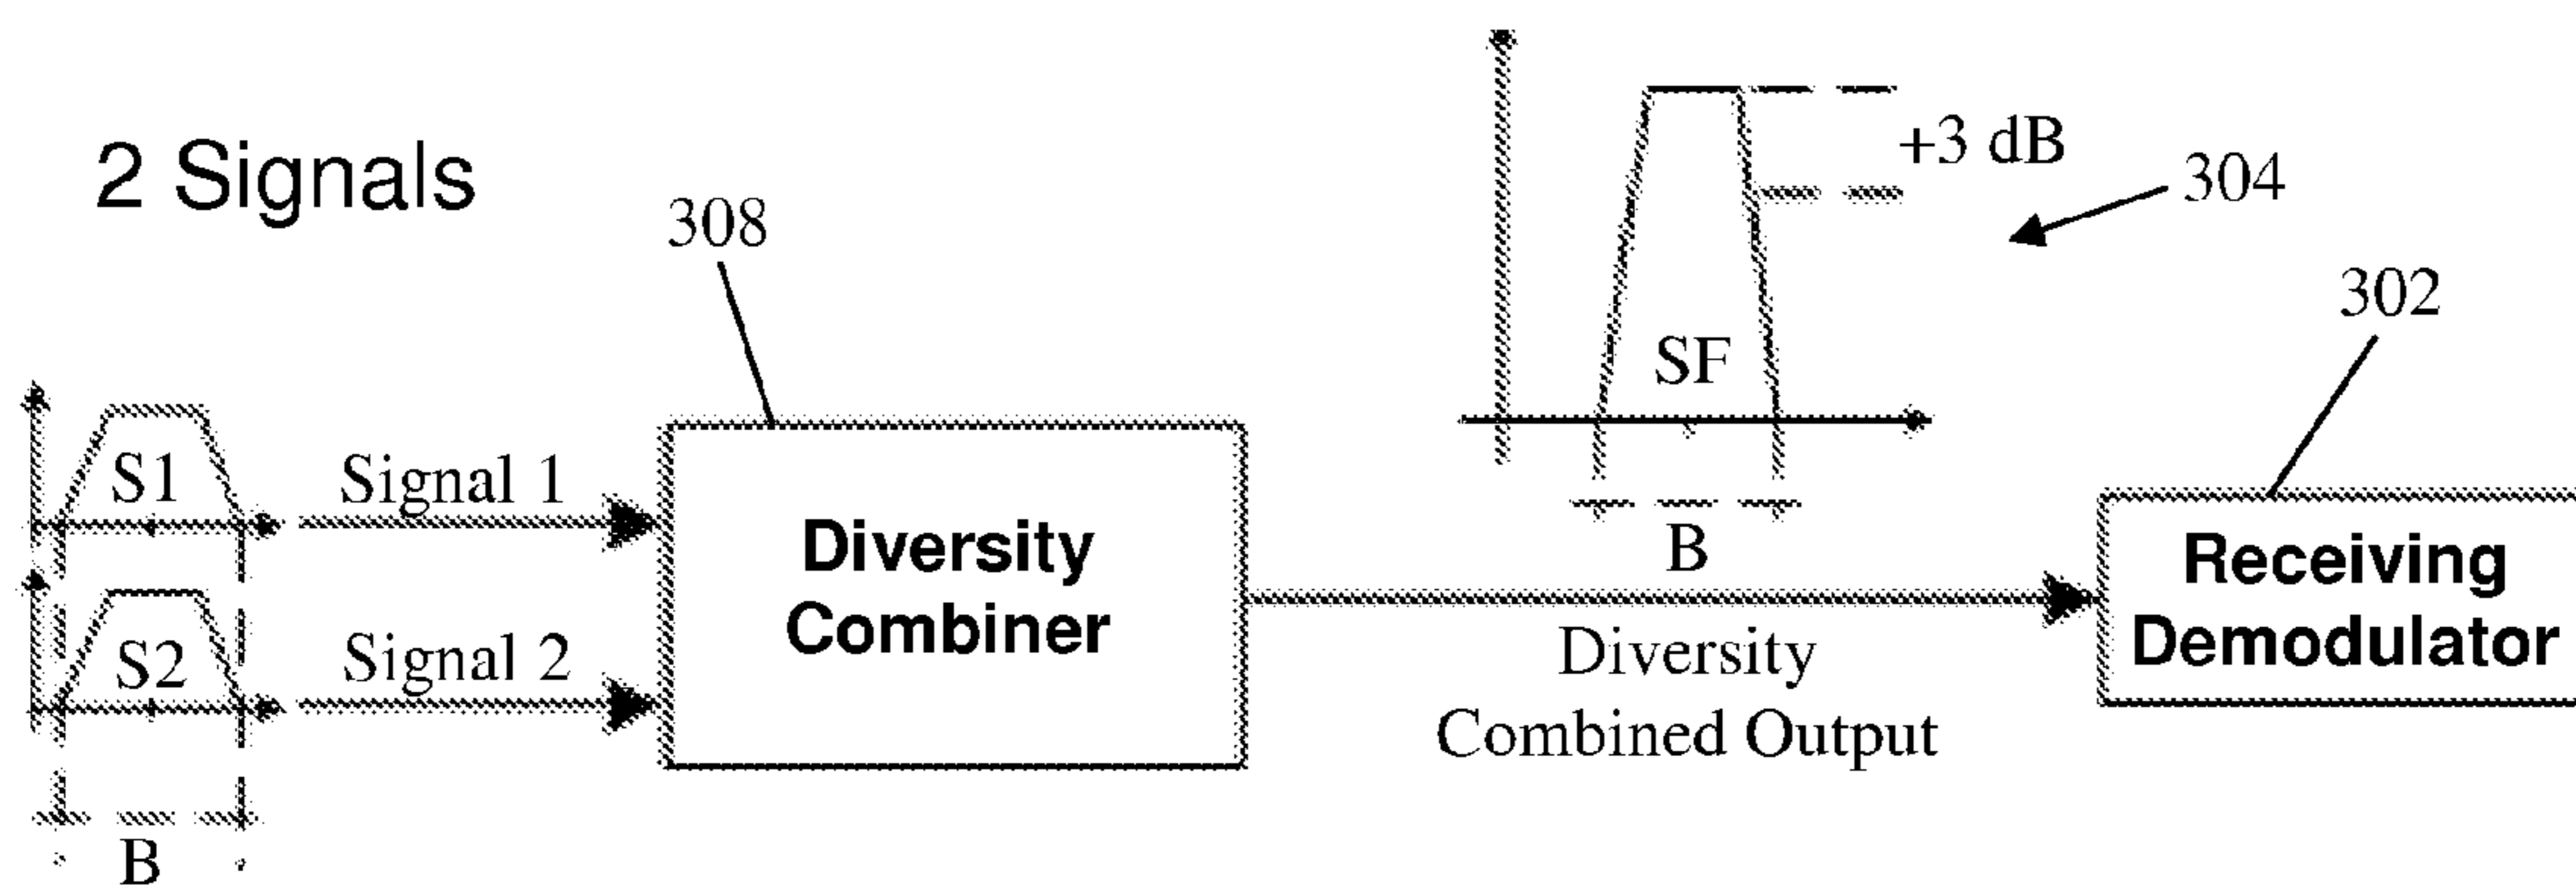 2 Signals
308
+3 dB
304
302
SF
S1
Signal 1
B
Diversity
Combiner
Receiving
Demodulator
S2
Signal 2
Diversity
Combined Output
B